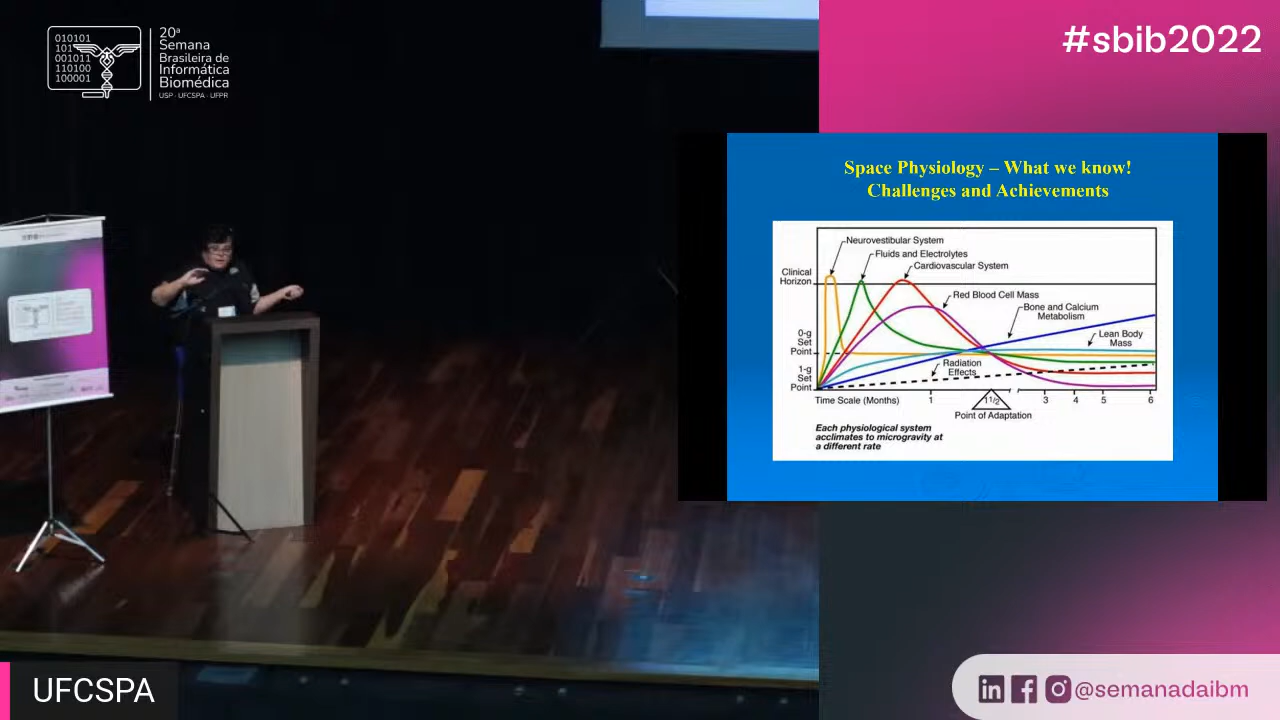 010101
101
001011
110100
100001
20ª
Semana
Brasileira de
Informática
Biomédica
USP · UFCSPA · UFPR
#sbib2022
Space Physiology – What we know!
Challenges and Achievements
Neurovestibular System
Fluids and Electrolytes
Cardiovascular System
Clinical
Horizon
Red Blood Cell Mass
Bone and Calcium
Metabolism
Lean Body
Mass
0-g
Set
Point
Radiation
Effects
1-g
Set
Point
Time Scale (Months)
1
1 1/2
3
4
5
6
Point of Adaptation
Each physiological system
acclimates to microgravity at
a different rate
UFCSPA
@semanadaibm